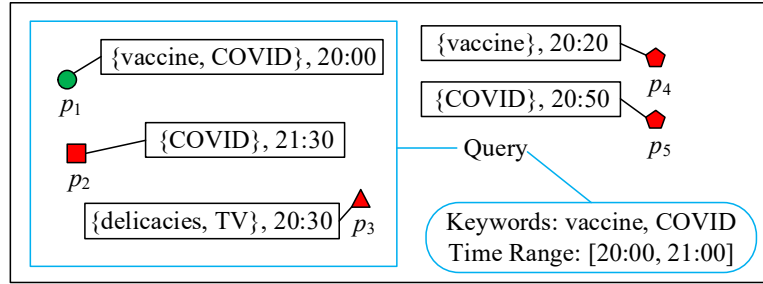 {vaccine, COVID}, 20:00
p1
{COVID}, 21:30
p2
{delicacies, TV}, 20:30
p3
{vaccine}, 20:20
p4
{COVID}, 20:50
p5
Query
Keywords: vaccine, COVID
Time Range: [20:00, 21:00]